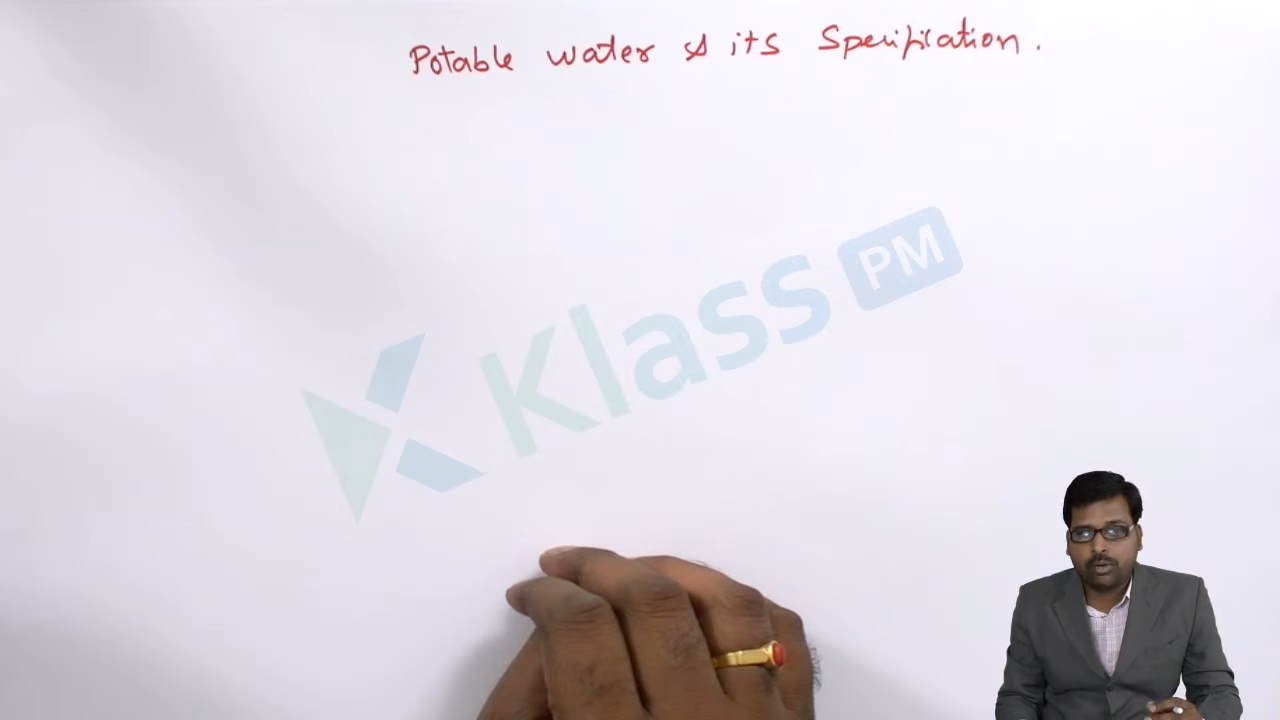 Potable water & its Specification.
Klass PM